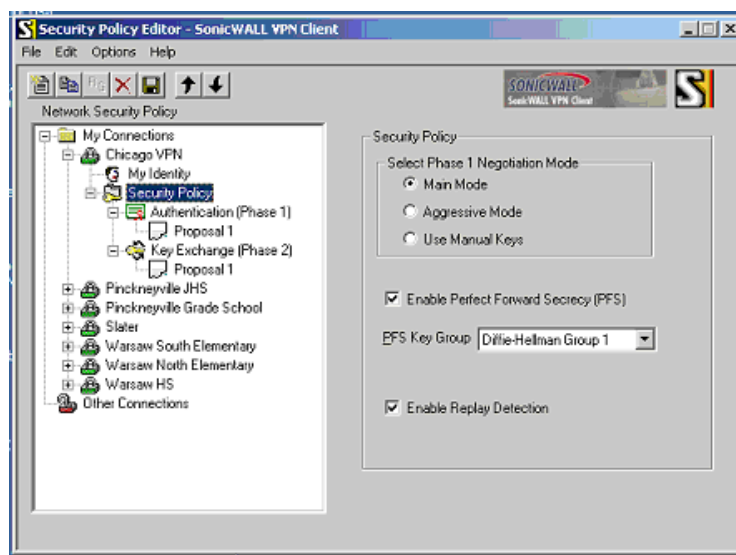 Security Policy Editor - SonicWALL VPN Client
File Edit Options Help
SONICWALL
SonicWALL VPN Client
Network Security Policy
My Connections
Chicago VPN
My Identity
Security Policy
Authentication (Phase 1)
Proposal 1
Key Exchange (Phase 2)
Proposal 1
Pinckneyville JHS
Pinckneyville Grade School
Slater
Warsaw South Elementary
Warsaw North Elementary
Warsaw HS
Other Connections
Security Policy
Select Phase 1 Negotiation Mode
Main Mode
Aggressive Mode
Use Manual Keys
Enable Perfect Forward Secrecy (PFS)
PFS Key Group Diffie-Hellman Group 1
Enable Replay Detection